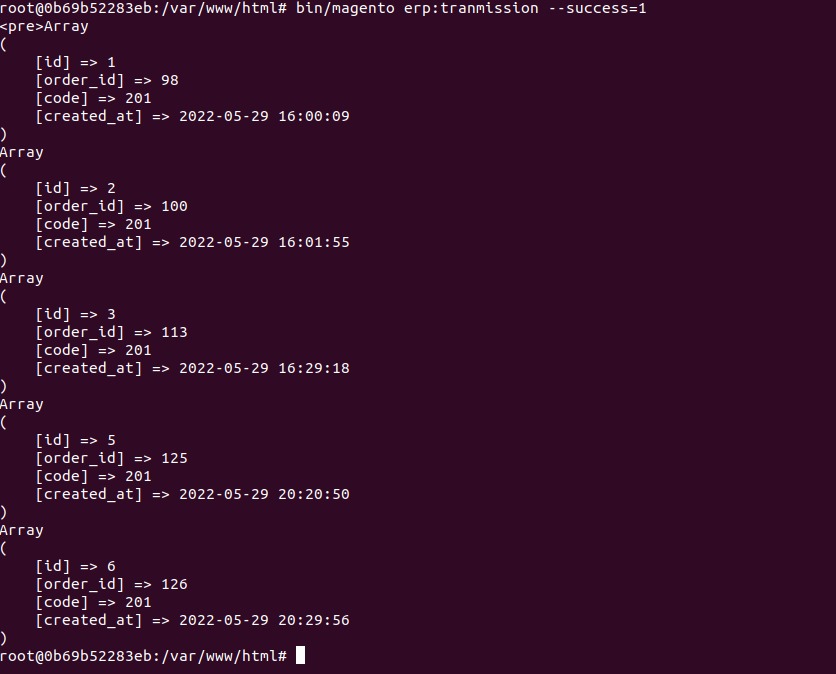 root@0b69b52283eb:/var/www/html# bin/magento erp:tranmission --success=1
<pre>Array
(
    [id] => 1
    [order_id] => 98
    [code] => 201
    [created_at] => 2022-05-29 16:00:09
)
Array
(
    [id] => 2
    [order_id] => 100
    [code] => 201
    [created_at] => 2022-05-29 16:01:55
)
Array
(
    [id] => 3
    [order_id] => 113
    [code] => 201
    [created_at] => 2022-05-29 16:29:18
)
Array
(
    [id] => 5
    [order_id] => 125
    [code] => 201
    [created_at] => 2022-05-29 20:20:50
)
Array
(
    [id] => 6
    [order_id] => 126
    [code] => 201
    [created_at] => 2022-05-29 20:29:56
)
root@0b69b52283eb:/var/www/html#